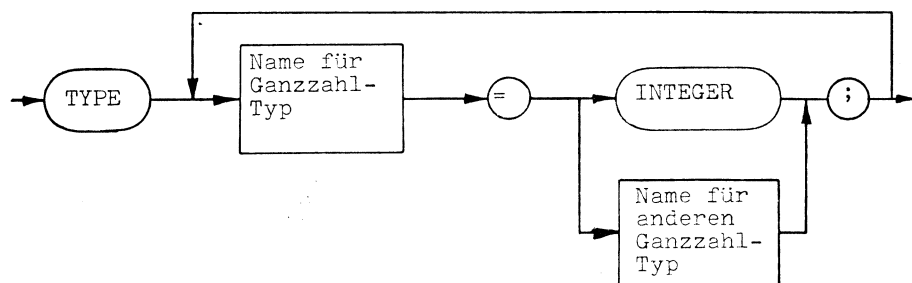 TYPE
Name für
Ganzzahl-
Typ
=
INTEGER
;
Name für
anderen
Ganzzahl-
Typ